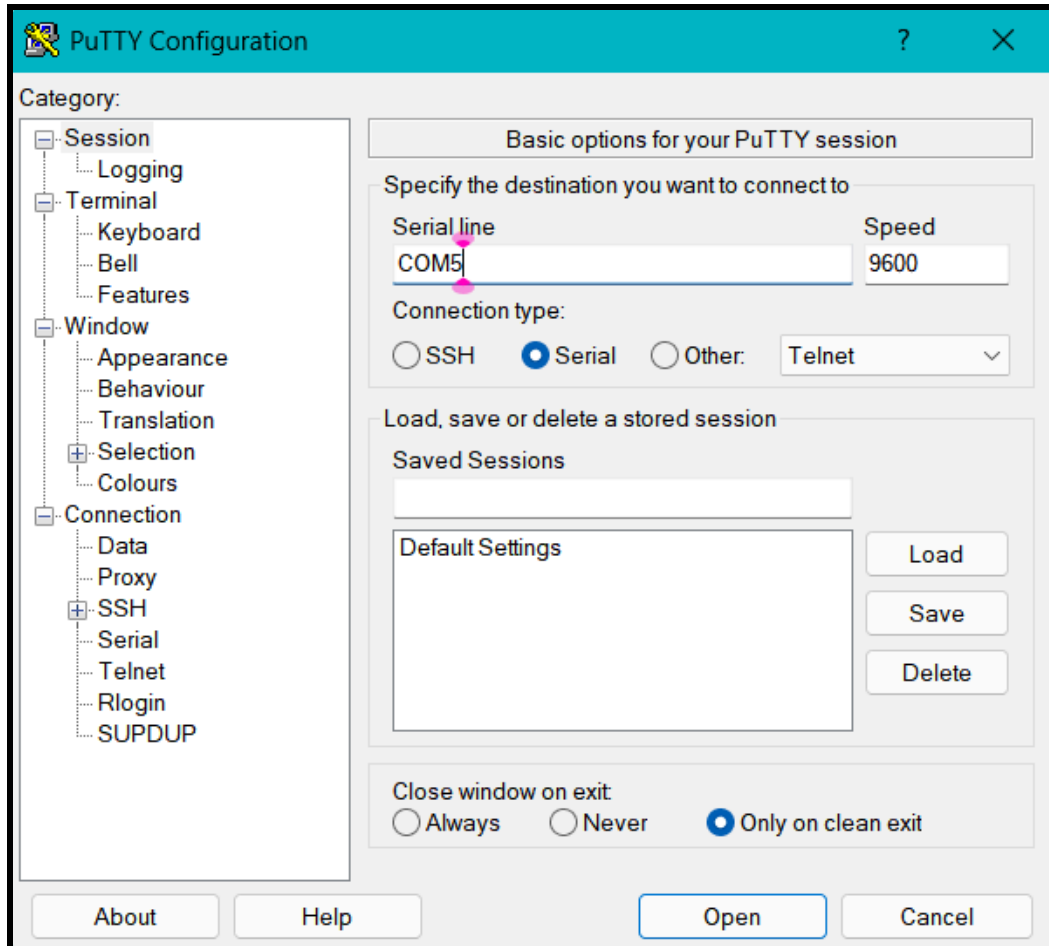 PuTTY Configuration ? ×
Category:
Session
Logging
Terminal
Keyboard
Bell
Features
Window
Appearance
Behaviour
Translation
Selection
Colours
Connection
Data
Proxy
SSH
Serial
Telnet
Rlogin
SUPDUP
Basic options for your PuTTY session
Specify the destination you want to connect to
Serial line Speed
COM5 9600
Connection type:
SSH Serial Other: Telnet
Load, save or delete a stored session
Saved Sessions
Default Settings
Load
Save
Delete
Close window on exit:
Always Never Only on clean exit
About Help Open Cancel